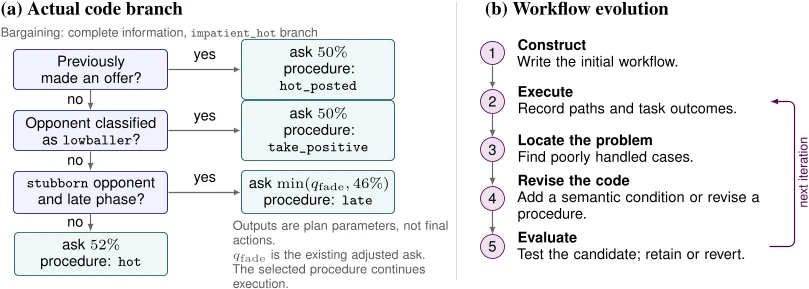 (a) Actual code branch
Bargaining: complete information, impatient_hot branch
Previously
made an offer?
yes
ask 50%
procedure:
hot_posted
no
Opponent classified
as lowballer?
yes
ask 50%
procedure:
take_positive
no
stubborn opponent
and late phase?
yes
ask min(q_fade, 46%)
procedure: late
no
ask 52%
procedure: hot
Outputs are plan parameters, not final
actions.
q_fade is the existing adjusted ask.
The selected procedure continues
execution.
(b) Workflow evolution
1 Construct
Write the initial workflow.
2 Execute
Record paths and task outcomes.
3 Locate the problem
Find poorly handled cases.
4 Revise the code
Add a semantic condition or revise a
procedure.
5 Evaluate
Test the candidate; retain or revert.
next iteration